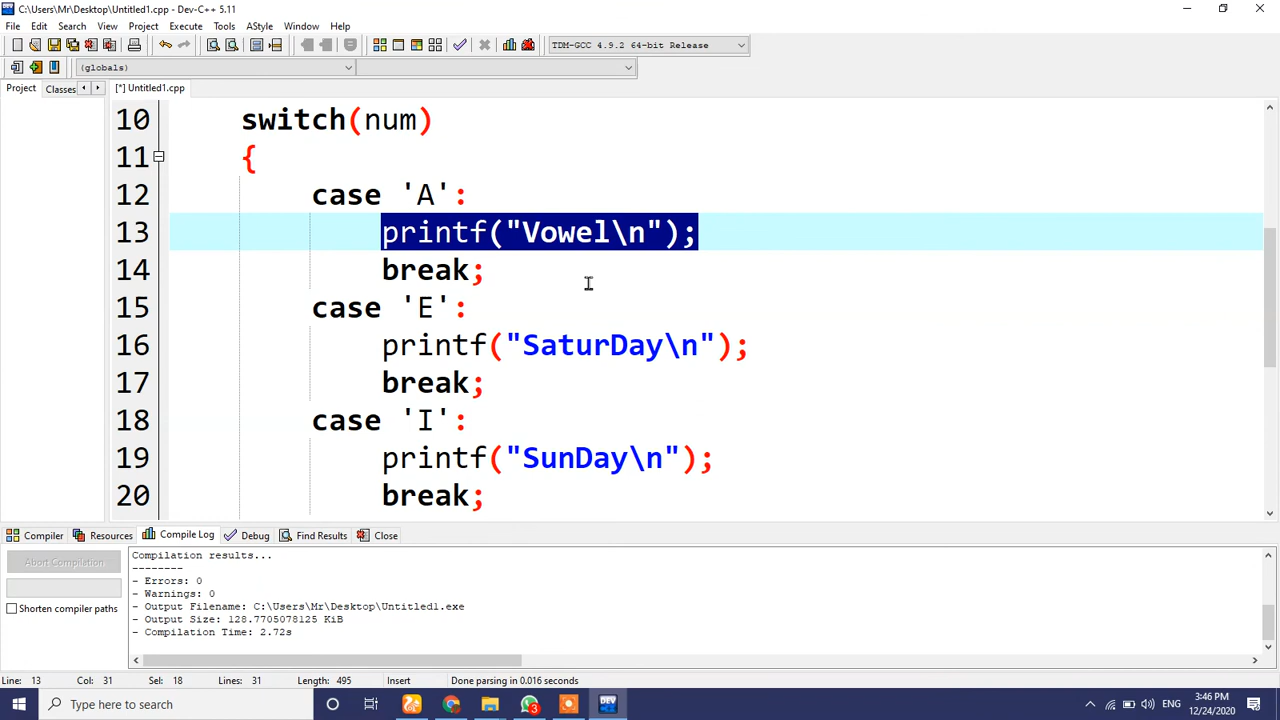 C:\Users\Mr\Desktop\Untitled1.cpp - Dev-C++ 5.11
File Edit Search View Project Execute Tools AStyle Window Help
TDM-GCC 4.9.2 64-bit Release
(globals)
Project Classes [*] Untitled1.cpp
10 switch(num)
11 {
12 case 'A':
13 printf("Vowel\n");
14 break;
15 case 'E':
16 printf("SaturDay\n");
17 break;
18 case 'I':
19 printf("SunDay\n");
20 break;
Compiler Resources Compile Log Debug Find Results Close
Abort Compilation
Shorten compiler paths
Compilation results...
--------
- Errors: 0
- Warnings: 0
- Output Filename: C:\Users\Mr\Desktop\Untitled1.exe
- Output Size: 128.7705078125 KiB
- Compilation Time: 2.72s
Line: 13 Col: 31 Sel: 18 Lines: 31 Length: 495 Insert Done parsing in 0.016 seconds
Type here to search
DEV
3
ENG
3:46 PM
12/24/2020